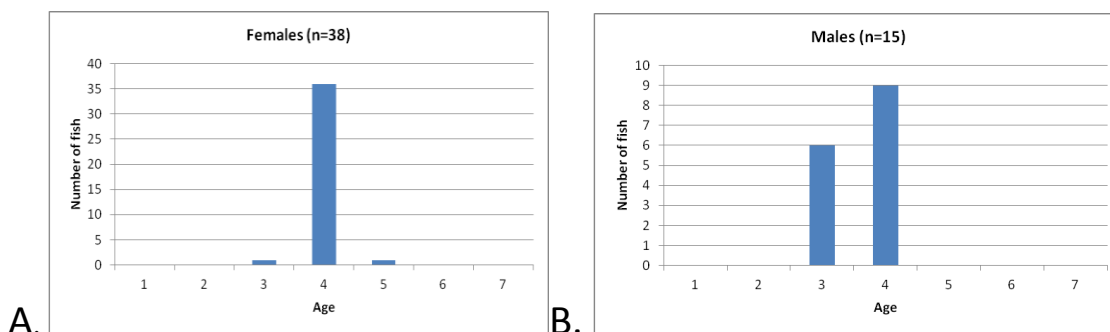 A.
Females (n=38)
Number of fish
40
35
30
25
20
15
10
5
0
1 2 3 4 5 6 7
Age
B.
Males (n=15)
Number of fish
10
9
8
7
6
5
4
3
2
1
0
1 2 3 4 5 6 7
Age